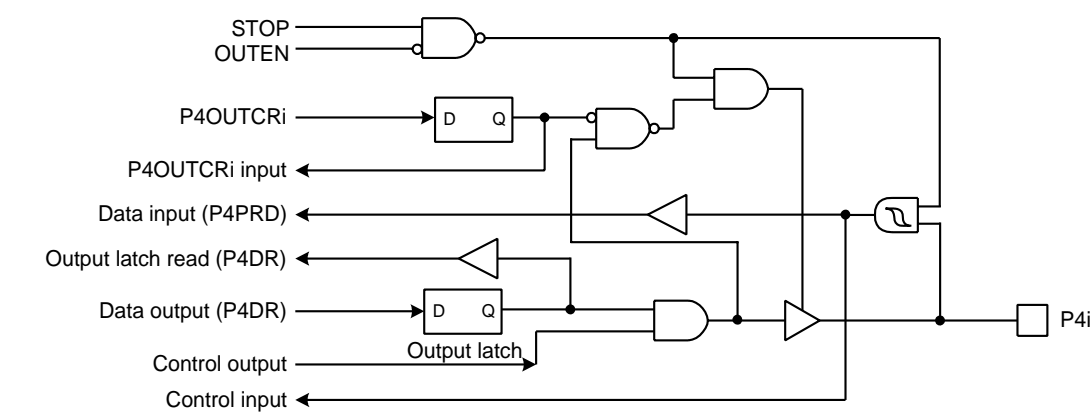 STOP
OUTEN
P4OUTCRi
D Q
P4OUTCRi input
Data input (P4PRD)
Output latch read (P4DR)
Data output (P4DR)
D Q
P4i
Output latch
Control output
Control input